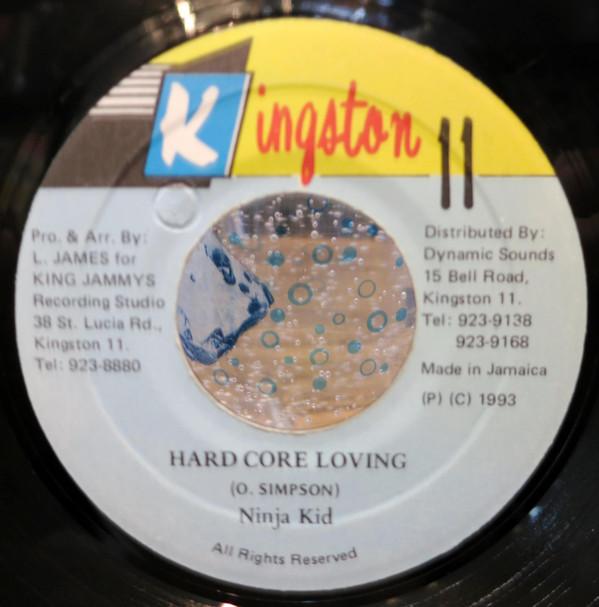 Kingston 11
Pro. & Arr. By:
L. JAMES for
KING JAMMYS
Recording Studio
38 St. Lucia Rd.,
Kingston 11.
Tel: 923-8880
Distributed By:
Dynamic Sounds
15 Bell Road,
Kingston 11.
Tel: 923-9138
923-9168
Made in Jamaica
(P) (C) 1993
HARD CORE LOVING
(O. SIMPSON)
Ninja Kid
All Rights Reserved